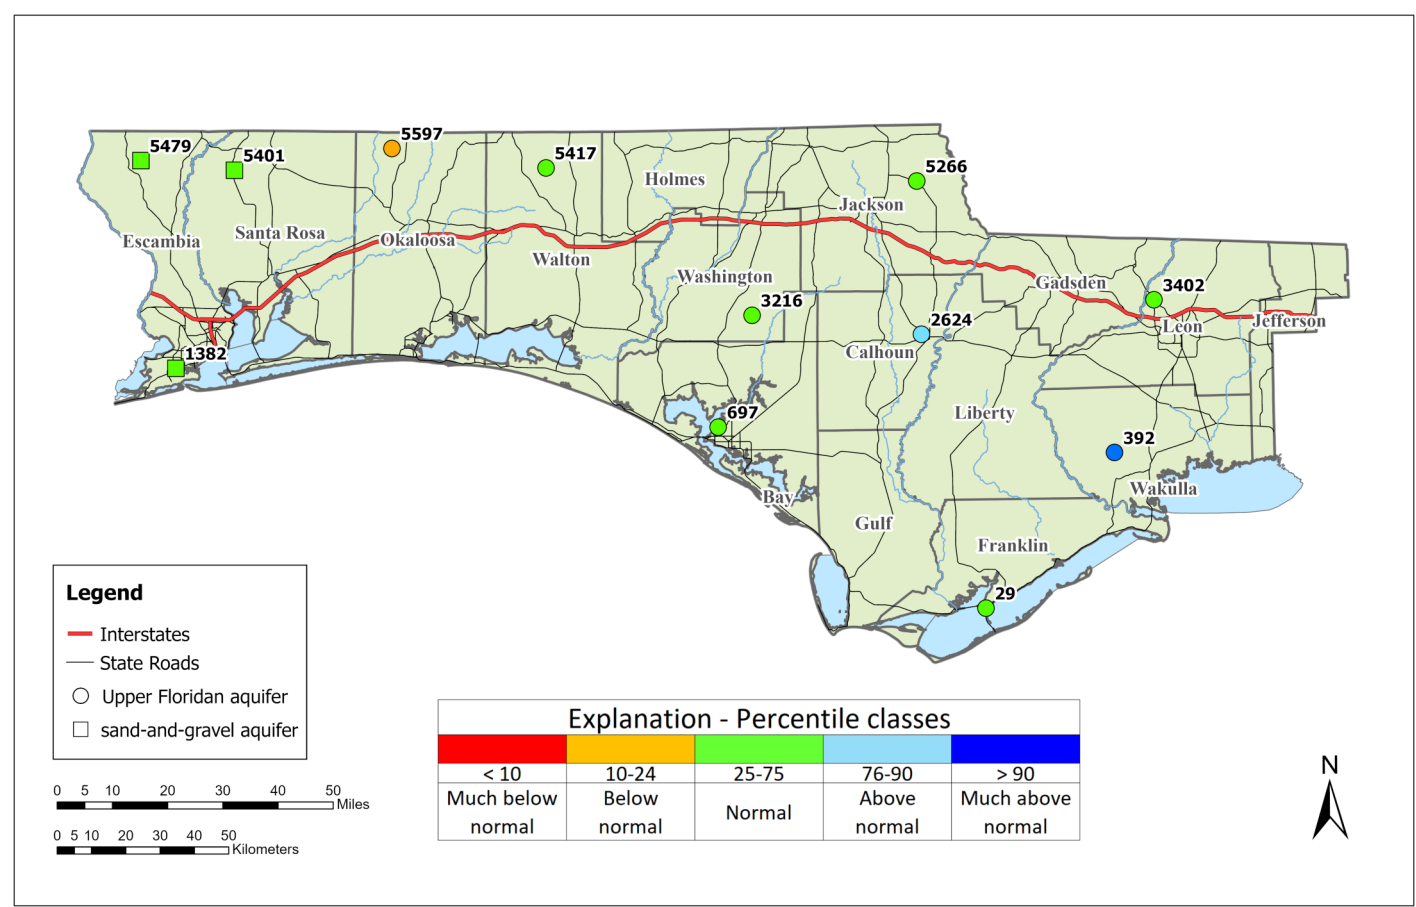 5597
5479
5401
5417
5266
Holmes
Jackson
Escambia
Santa Rosa
Okaloosa
Walton
Washington
Gadsden
3402
3216
2624
Leon
Jefferson
1382
Calhoun
697
Liberty
392
Bay
Wakulla
Gulf
Franklin
29
Legend
Interstates
State Roads
Upper Floridan aquifer
sand-and-gravel aquifer
0 5 10 20 30 40 50
Miles
0 5 10 20 30 40 50
Kilometers
Explanation - Percentile classes
< 10 10-24 25-75 76-90 > 90
Much below normal
Below normal
Normal
Above normal
Much above normal
N